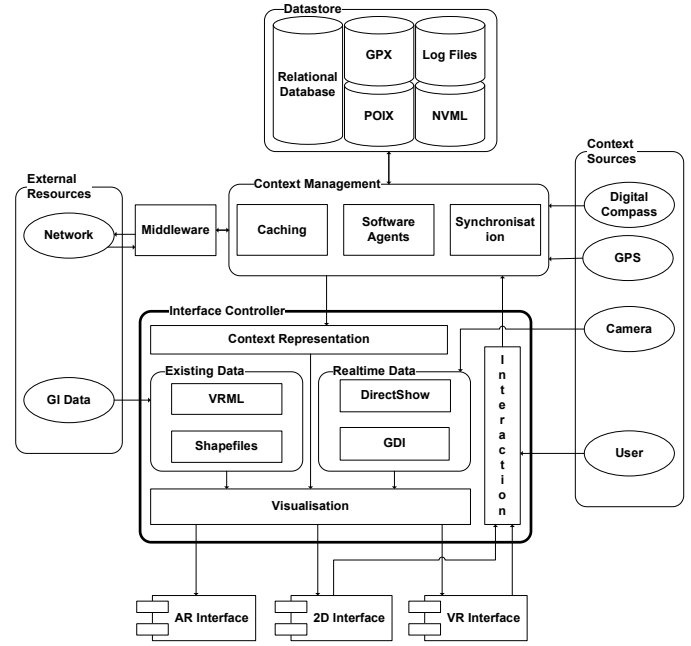 Datastore
GPX
Log Files
Relational
Database
POIX
NVML
Context
Sources
External
Resources
Context Management
Digital
Compass
Network
Middleware
Caching
Software
Agents
Synchronisat
ion
GPS
Interface Controller
Context Representation
Camera
Existing Data
Realtime Data
Interaction
VRML
DirectShow
GI Data
Shapefiles
GDI
User
Visualisation
AR Interface
2D Interface
VR Interface